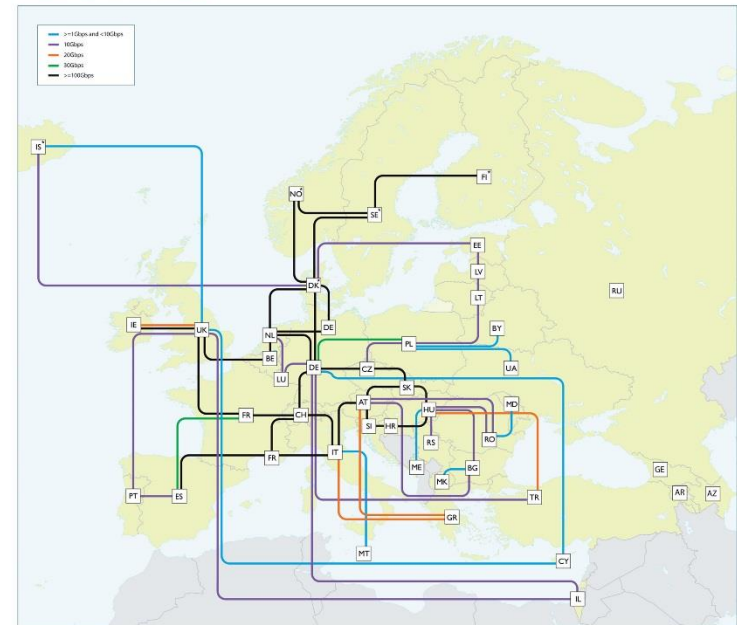 >=1Gbps and <10Gbps
10Gbps
20Gbps
30Gbps
>=100Gbps
IS*
FI*
NO*
SE*
EE
LV
DK
LT
RU
IE
UK
NL
DE
BY
PL
BE
UA
LU
DE
CZ
SK
AT
HU
MD
FR
CH
SI
HR
RS
RO
IT
FR
ME
BG
MK
GE
PT
ES
TR
AR
AZ
GR
MT
CY
IL